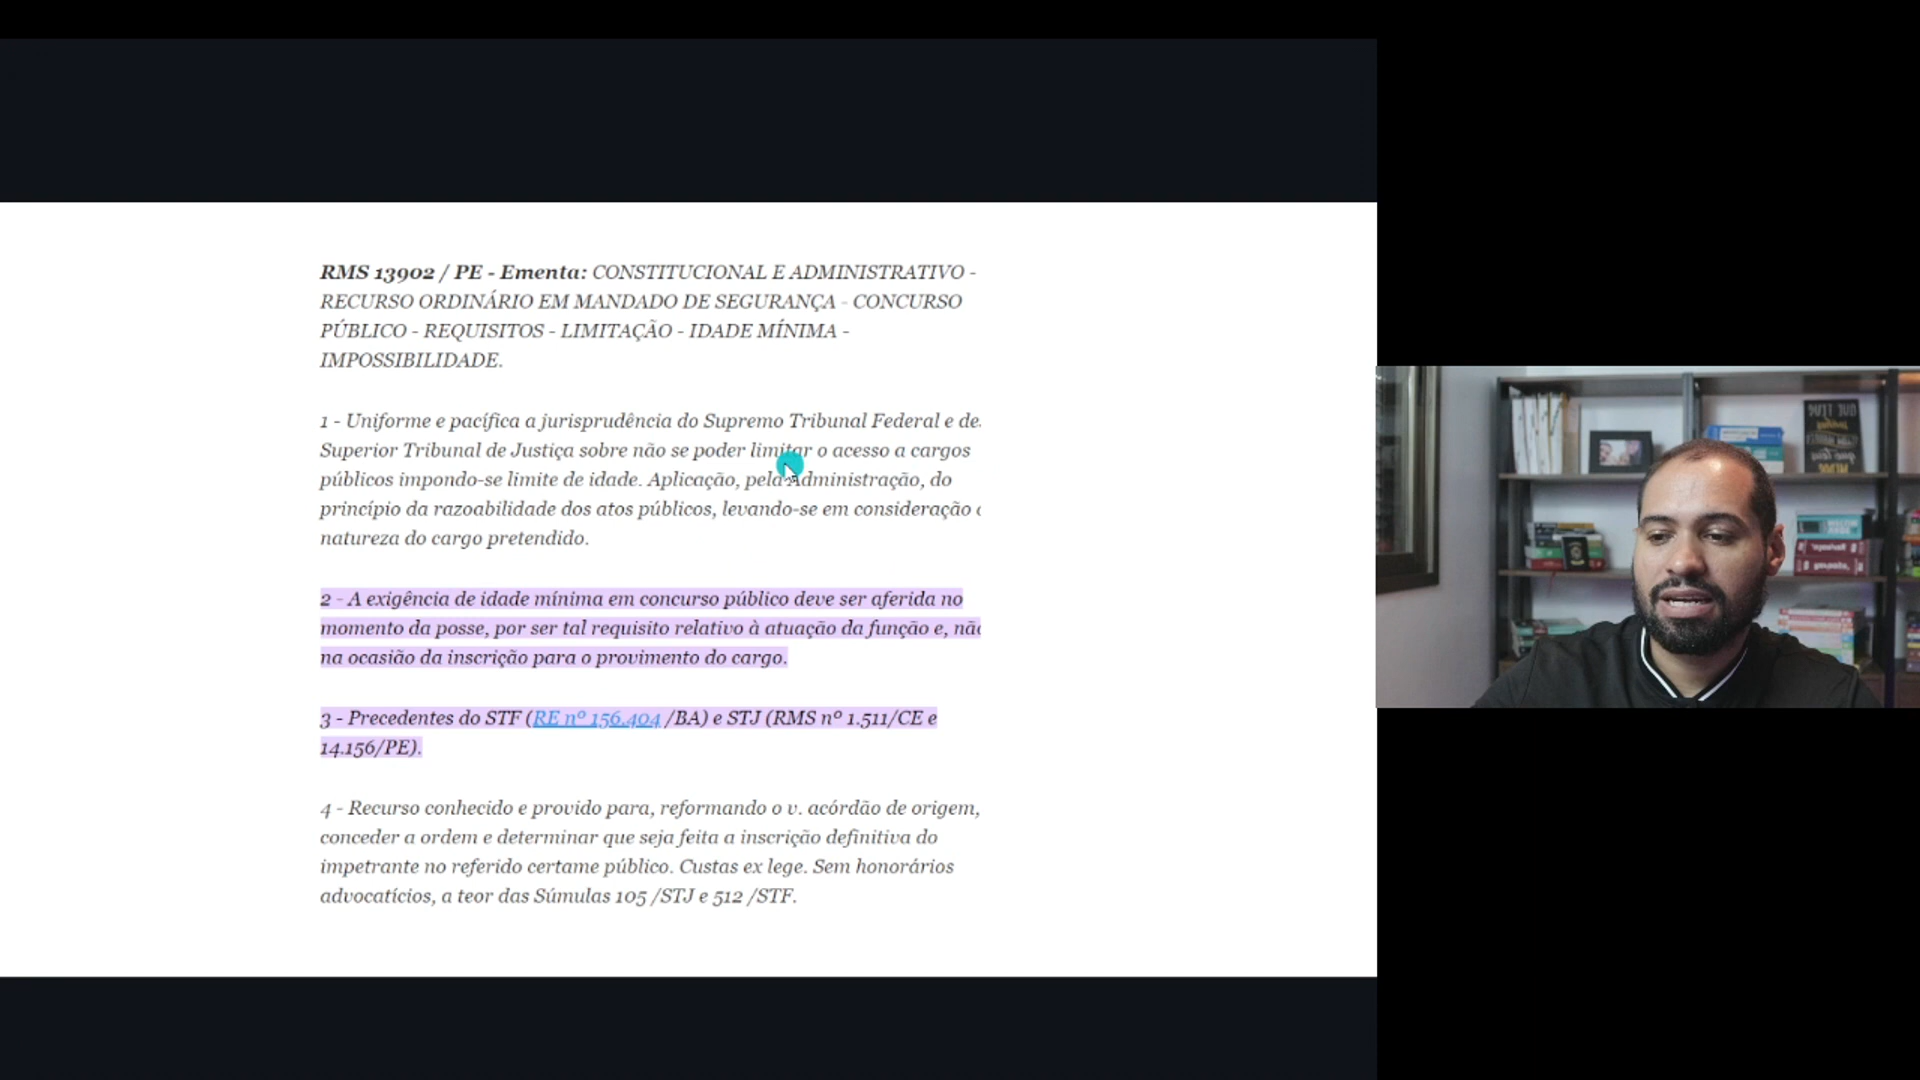 RMS 13902 / PE - Ementa: CONSTITUCIONAL E ADMINISTRATIVO -
RECURSO ORDINÁRIO EM MANDADO DE SEGURANÇA - CONCURSO
PÚBLICO - REQUISITOS - LIMITAÇÃO - IDADE MÍNIMA -
IMPOSSIBILIDADE.
1 - Uniforme e pacífica a jurisprudência do Supremo Tribunal Federal e
Superior Tribunal de Justiça sobre não se poder limitar o acesso a cargos
públicos impondo-se limite de idade. Aplicação, pela Administração, do
princípio da razoabilidade dos atos públicos, levando-se em consideração
natureza do cargo pretendido.
2 - A exigência de idade mínima em concurso público deve ser aferida no
momento da posse, por ser tal requisito relativo à atuação da função e, não
na ocasião da inscrição para o provimento do cargo.
3 - Precedentes do STF (RE nº 156.404 /BA) e STJ (RMS nº 1.511/CE e
14.156/PE).
4 - Recurso conhecido e provido para, reformando o v. acórdão de origem,
conceder a ordem e determinar que seja feita a inscrição definitiva do
impetrante no referido certame público. Custas ex lege. Sem honorários
advocatícios, a teor das Súmulas 105 /STJ e 512 /STF.